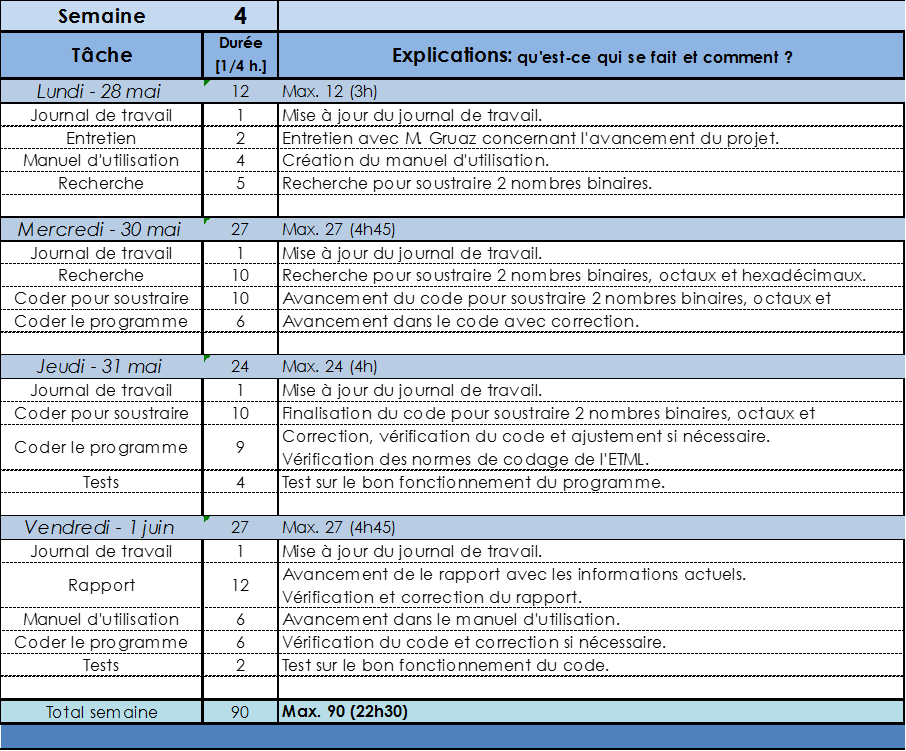 Semaine 4
Tâche Durée [1/4 h.] Explications: qu'est-ce qui se fait et comment ?
Lundi - 28 mai 12 Max. 12 (3h)
Journal de travail 1 Mise à jour du journal de travail.
Entretien 2 Entretien avec M. Gruaz concernant l'avancement du projet.
Manuel d'utilisation 4 Création du manuel d'utilisation.
Recherche 5 Recherche pour soustraire 2 nombres binaires.
Mercredi - 30 mai 27 Max. 27 (4h45)
Journal de travail 1 Mise à jour du journal de travail.
Recherche 10 Recherche pour soustraire 2 nombres binaires, octaux et hexadécimaux.
Coder pour soustraire 10 Avancement du code pour soustraire 2 nombres binaires, octaux et
Coder le programme 6 Avancement dans le code avec correction.
Jeudi - 31 mai 24 Max. 24 (4h)
Journal de travail 1 Mise à jour du journal de travail.
Coder pour soustraire 10 Finalisation du code pour soustraire 2 nombres binaires, octaux et
Coder le programme 9 Correction, vérification du code et ajustement si nécessaire.
Vérification des normes de codage de l'ETML.
Tests 4 Test sur le bon fonctionnement du programme.
Vendredi - 1 juin 27 Max. 27 (4h45)
Journal de travail 1 Mise à jour du journal de travail.
Rapport 12 Avancement de le rapport avec les informations actuels.
Vérification et correction du rapport.
Manuel d'utilisation 6 Avancement dans le manuel d'utilisation.
Coder le programme 6 Vérification du code et correction si nécessaire.
Tests 2 Test sur le bon fonctionnement du code.
Total semaine 90 Max. 90 (22h30)